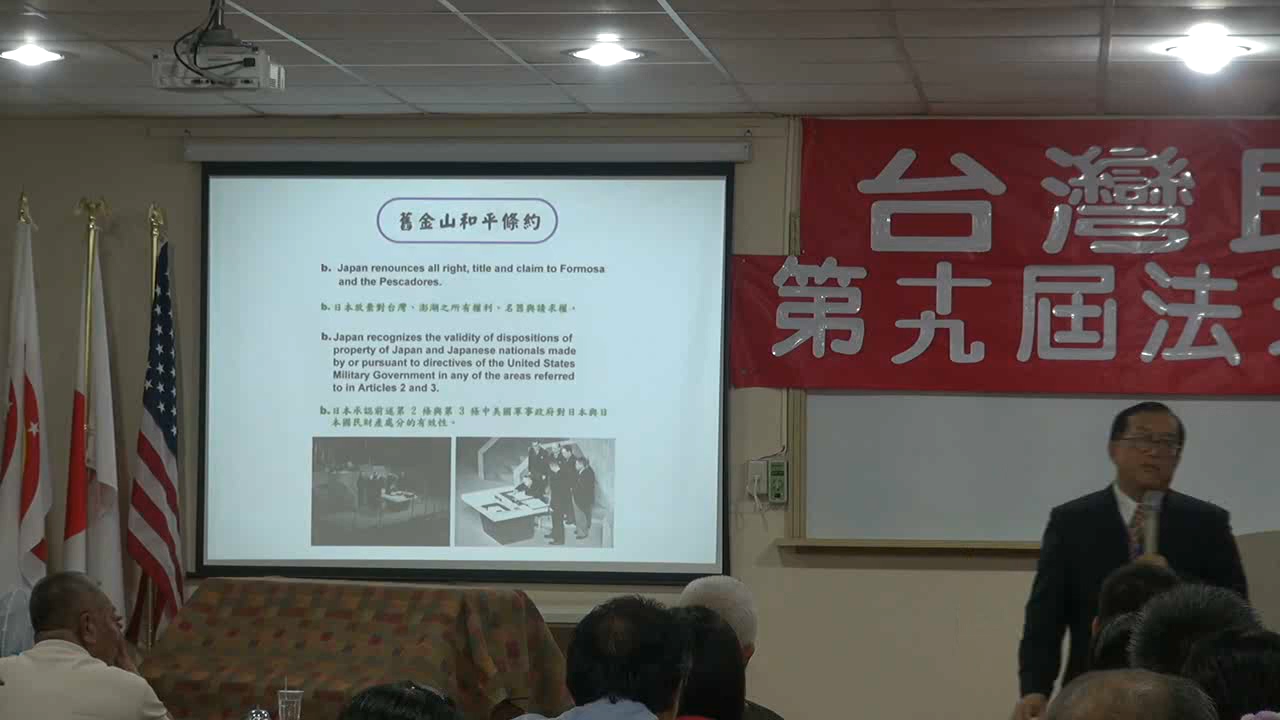 舊金山和平條約
b. Japan renounces all right, title and claim to Formosa
and the Pescadores.
b. 日本放棄對台灣、澎湖之所有權利、名器與請求權。
b. Japan recognizes the validity of dispositions of
property of Japan and Japanese nationals made
by or pursuant to directives of the United States
Military Government in any of the areas referred
to in Articles 2 and 3.
b. 日本承認前述第 2 條與第 3 條中美國軍事政府對日本與日
本國民財產處分的有效性。
台灣
第十九屆法